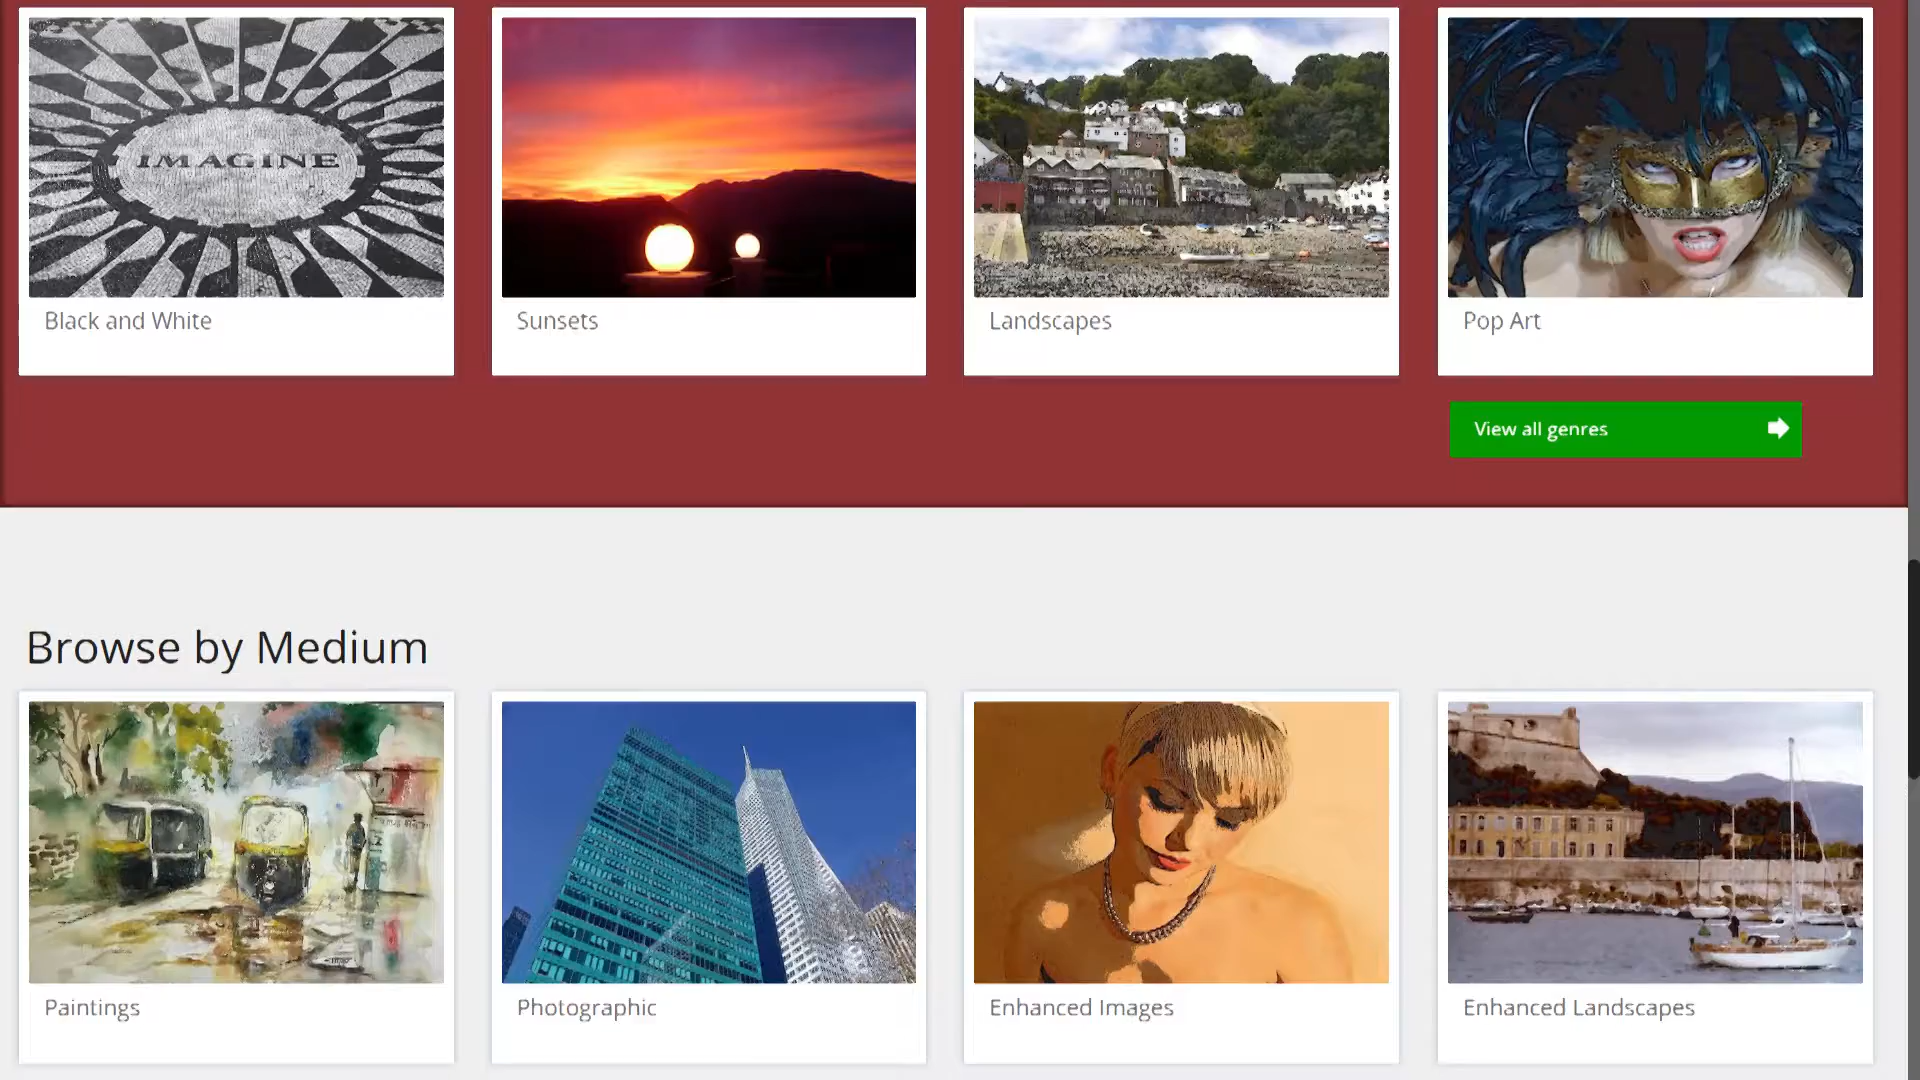 IMAGINE
Black and White
Sunsets
Landscapes
Pop Art
View all genres
Browse by Medium
Paintings
Photographic
Enhanced Images
Enhanced Landscapes